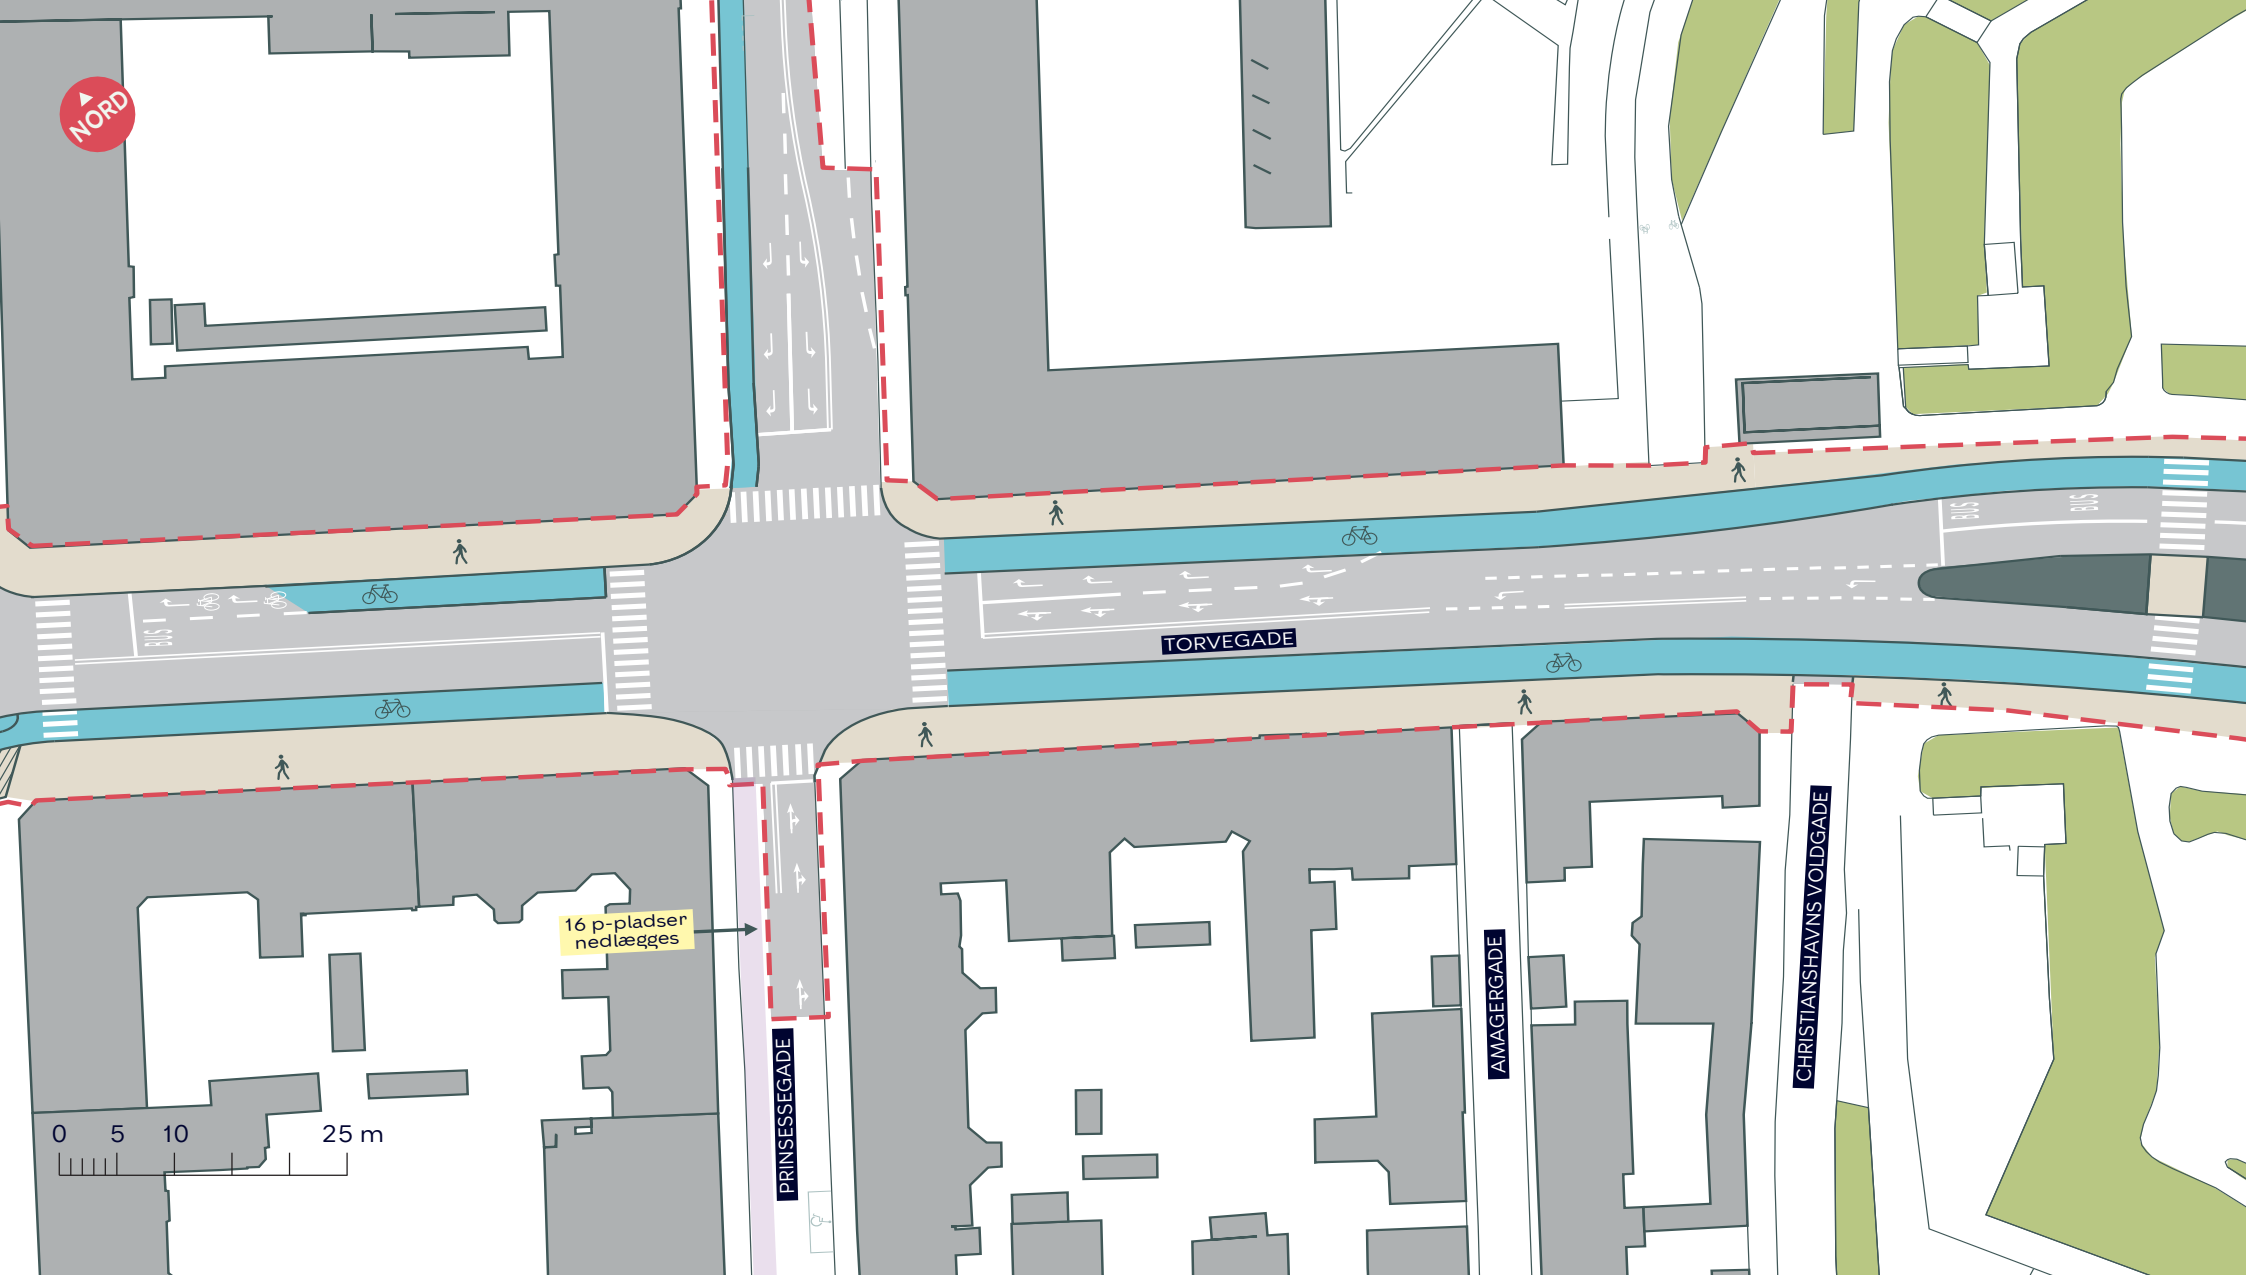 NORD
BUS
BUS
BUS
TORVEGADE
16 p-pladser
nedlægges
PRINSESSEGADE
AMAGERGADE
CHRISTIANSHAVNS VOLDGADE
0 5 10 25 m